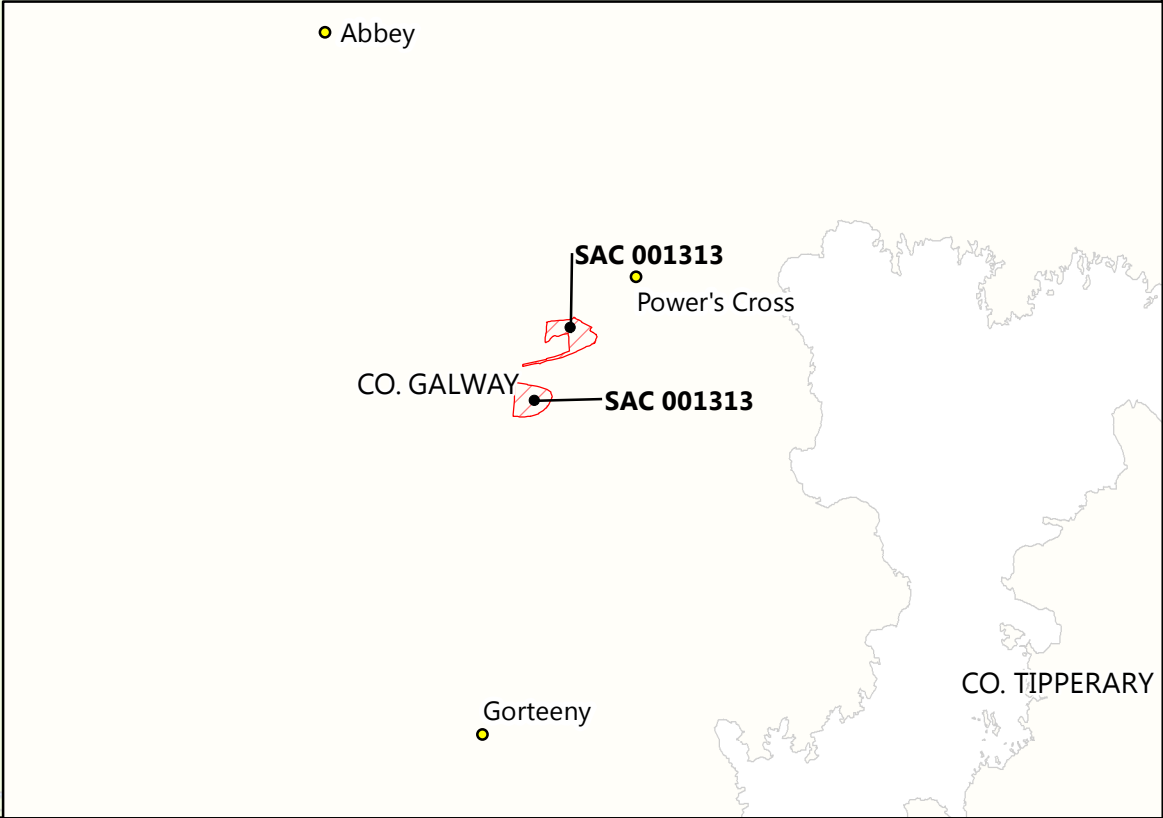 Abbey
SAC 001313
Power's Cross
CO. GALWAY
SAC 001313
CO. TIPPERARY
Gorteeny